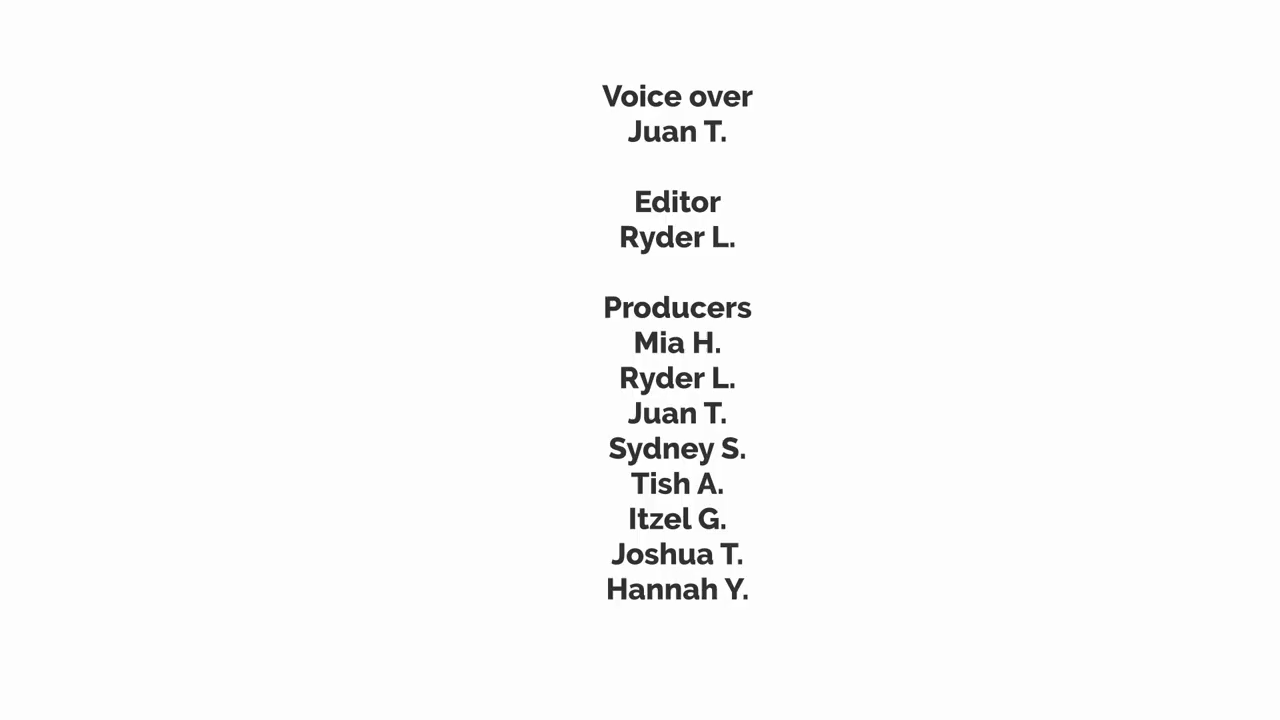 Voice over
Juan T.
Editor
Ryder L.
Producers
Mia H.
Ryder L.
Juan T.
Sydney S.
Tish A.
Itzel G.
Joshua T.
Hannah Y.